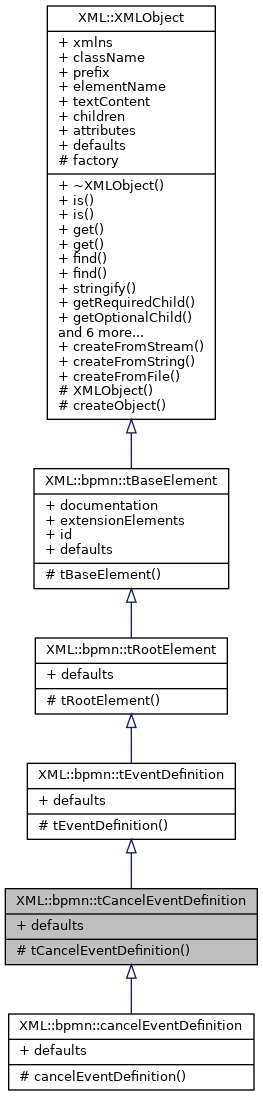 XML::XMLObject
+ xmlns
+ className
+ prefix
+ elementName
+ textContent
+ children
+ attributes
+ defaults
# factory
+ ~XMLObject()
+ is()
+ is()
+ get()
+ get()
+ find()
+ find()
+ stringify()
+ getRequiredChild()
+ getOptionalChild()
and 6 more...
+ createFromStream()
+ createFromString()
+ createFromFile()
# XMLObject()
# createObject()
XML::bpmn::tBaseElement
+ documentation
+ extensionElements
+ id
+ defaults
# tBaseElement()
XML::bpmn::tRootElement
+ defaults
# tRootElement()
XML::bpmn::tEventDefinition
+ defaults
# tEventDefinition()
XML::bpmn::tCancelEventDefinition
+ defaults
# tCancelEventDefinition()
XML::bpmn::cancelEventDefinition
+ defaults
# cancelEventDefinition()